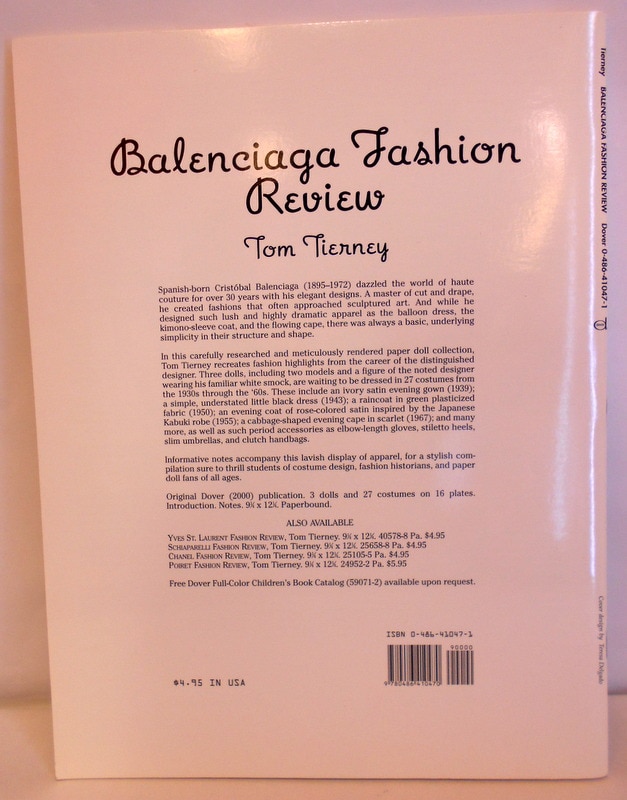 Balenciaga Fashion
Review
Tom Tierney
Spanish-born Cristóbal Balenciaga (1895–1972) dazzled the world of haute
couture for over 30 years with his elegant designs. A master of cut and drape,
he created fashions that often approached sculptured art. And while he
designed such lush and highly dramatic apparel as the balloon dress, the
kimono-sleeve coat, and the flowing cape, there was always a basic, underlying
simplicity in their structure and shape.
In this carefully researched and meticulously rendered paper doll collection,
Tom Tierney recreates fashion highlights from the career of the distinguished
designer. Three dolls, including two models and a figure of the noted designer
wearing his familiar white smock, are waiting to be dressed in 27 costumes from
the 1930s through the '60s. These include an ivory satin evening gown (1939);
a simple, understated little black dress (1943); a raincoat in green plasticized
fabric (1950); an evening coat of rose-colored satin inspired by the Japanese
Kabuki robe (1955); a cabbage-shaped evening cape in scarlet (1967); and many
more, as well as such period accessories as elbow-length gloves, stiletto heels,
slim umbrellas, and clutch handbags.
Informative notes accompany this lavish display of apparel, for a stylish com-
pilation sure to thrill students of costume design, fashion historians, and paper
doll fans of all ages.
Original Dover (2000) publication. 3 dolls and 27 costumes on 16 plates.
Introduction. Notes. 9¼ x 12¼. Paperbound.
ALSO AVAILABLE
YVES ST. LAURENT FASHION REVIEW, Tom Tierney. 9¼ x 12¼. 40578-8 Pa. $4.95
SCHIAPARELLI FASHION REVIEW, Tom Tierney. 9¼ x 12¼. 25658-8 Pa. $4.95
CHANEL FASHION REVIEW, Tom Tierney. 9¼ x 12¼. 25105-5 Pa. $4.95
POIRET FASHION REVIEW, Tom Tierney. 9¼ x 12¼. 24952-2 Pa. $5.95
Free Dover Full-Color Children's Book Catalog (59071-2) available upon request.
ISBN 0-486-41047-1
90000
9 780486 410470
$4.95 IN USA
Tierney BALENCIAGA FASHION REVIEW Dover 0-486-41047-1
Cover design by Teresa Delgado